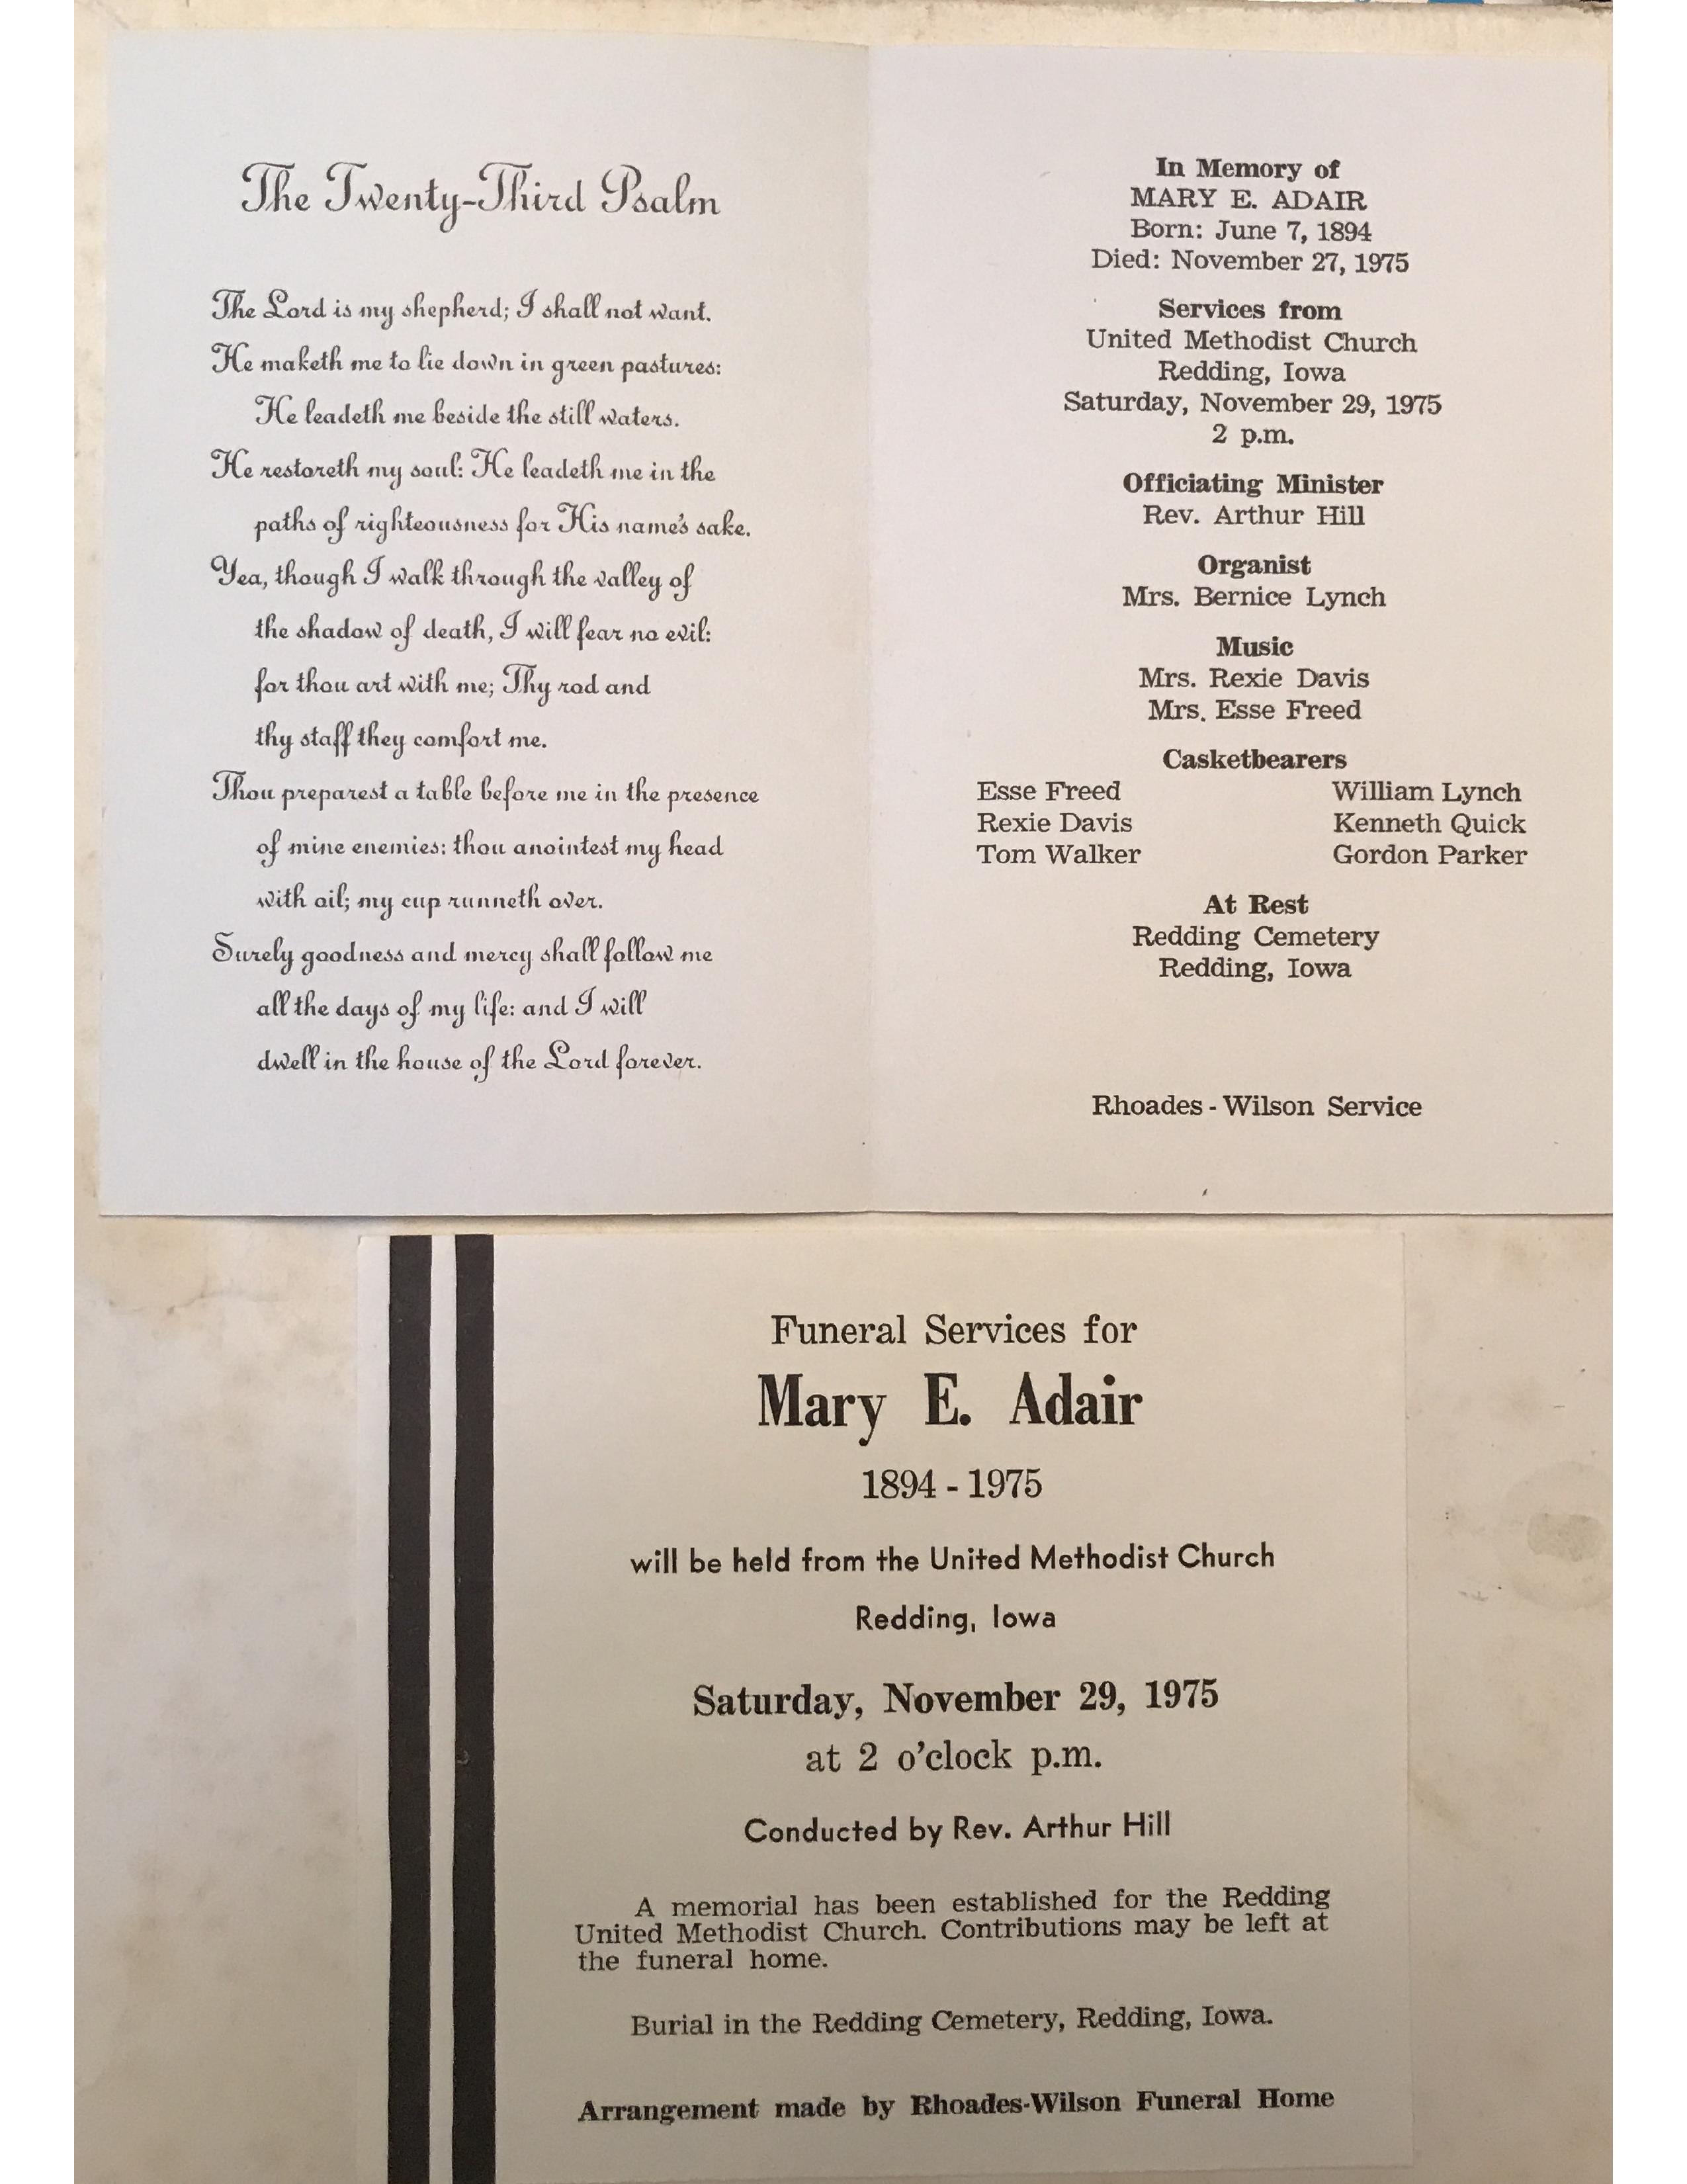 The Twenty-Third Psalm
The Lord is my shepherd; I shall not want.
He maketh me to lie down in green pastures:
He leadeth me beside the still waters.
He restoreth my soul: He leadeth me in the
paths of righteousness for His name's sake.
Yea, though I walk through the valley of
the shadow of death, I will fear no evil:
for thou art with me; Thy rod and
thy staff they comfort me.
Thou preparest a table before me in the presence
of mine enemies: thou anointest my head
with oil; my cup runneth over.
Surely goodness and mercy shall follow me
all the days of my life: and I will
dwell in the house of the Lord forever.
In Memory of
MARY E. ADAIR
Born: June 7, 1894
Died: November 27, 1975
Services from
United Methodist Church
Redding, Iowa
Saturday, November 29, 1975
2 p.m.
Officiating Minister
Rev. Arthur Hill
Organist
Mrs. Bernice Lynch
Music
Mrs. Rexie Davis
Mrs. Esse Freed
Casketbearers
Esse Freed William Lynch
Rexie Davis Kenneth Quick
Tom Walker Gordon Parker
At Rest
Redding Cemetery
Redding, Iowa
Rhoades - Wilson Service
Funeral Services for
Mary E. Adair
1894 - 1975
will be held from the United Methodist Church
Redding, Iowa
Saturday, November 29, 1975
at 2 o'clock p.m.
Conducted by Rev. Arthur Hill
A memorial has been established for the Redding
United Methodist Church. Contributions may be left at
the funeral home.
Burial in the Redding Cemetery, Redding, Iowa.
Arrangement made by Rhoades-Wilson Funeral Home